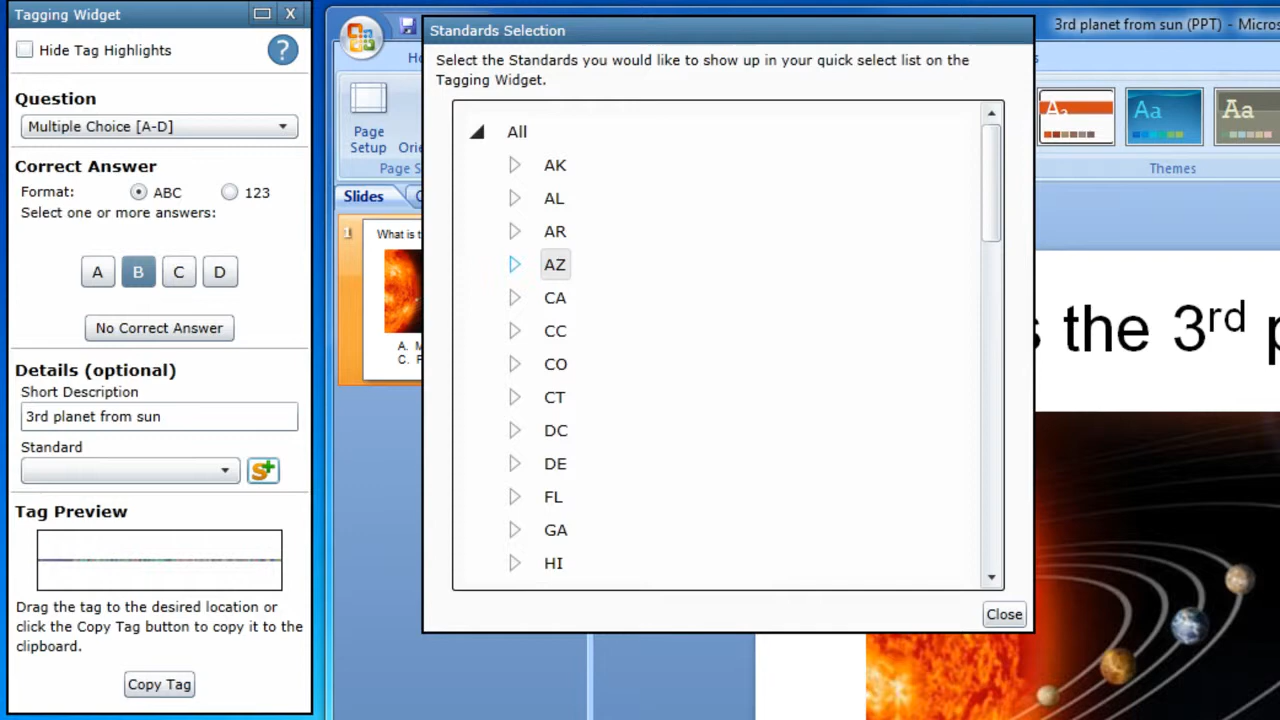 Tagging Widget
X
Hide Tag Highlights
?
Question
Multiple Choice [A-D]
Correct Answer
Format: ABC 123
Select one or more answers:
A B C D
No Correct Answer
Details (optional)
Short Description
3rd planet from sun
Standard
S+
Tag Preview
Drag the tag to the desired location or
click the Copy Tag button to copy it to the
clipboard.
Copy Tag
Standards Selection
Select the Standards you would like to show up in your quick select list on the
Tagging Widget.
All
AK
AL
AR
AZ
CA
CC
CO
CT
DC
DE
FL
GA
HI
Close
3rd planet from sun (PPT) - Micros
Page
Setup
Page S
Slides
1
What is t
A.
C.
Aa
Aa
Aa
Themes
the 3rd p